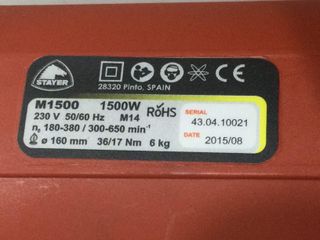 STAYER
28320 Pinto, SPAIN
CE
M1500 1500W
230 V 50/60 Hz M14
RoHS
n₀ 180-380 / 300-650 min⁻¹
ø 160 mm 36/17 Nm 6 kg
SERIAL
43.04.10021
DATE
2015/08